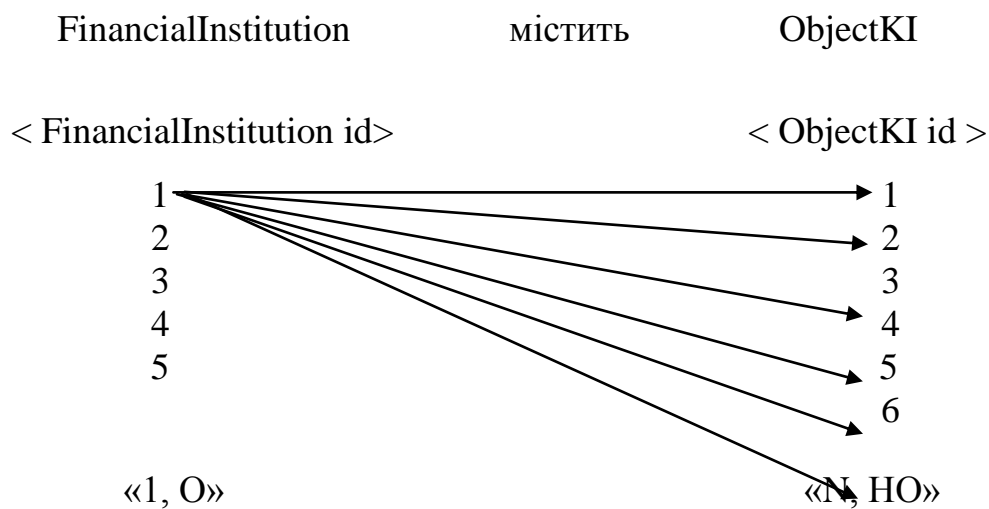 FinancialInstitution містить ObjectKI
< FinancialInstitution id> < ObjectKI id >
1 1
2 2
3 3
4 4
5 5
6
«1, О» «N, НО»